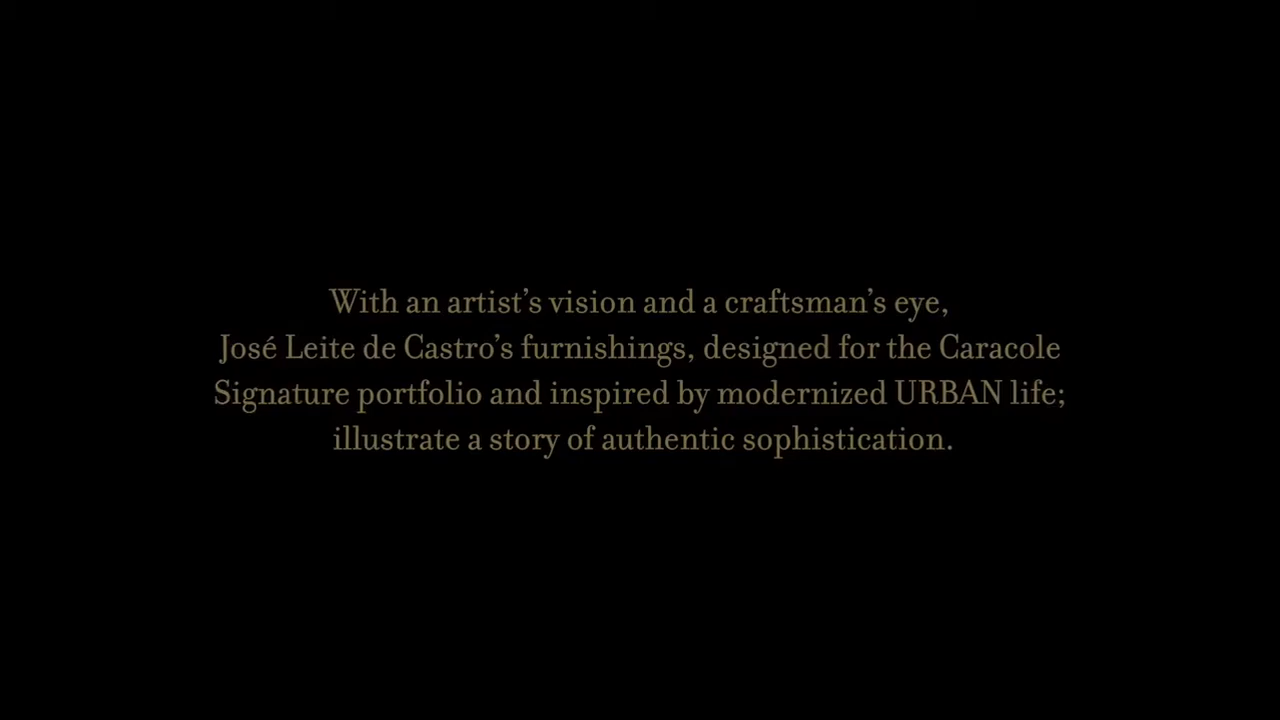 With an artist’s vision and a craftsman’s eye,
José Leite de Castro’s furnishings, designed for the Caracole
Signature portfolio and inspired by modernized URBAN life;
illustrate a story of authentic sophistication.